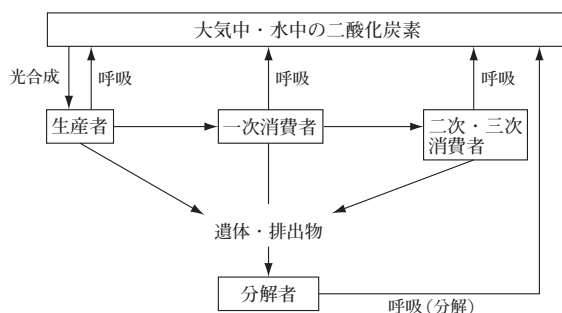 大気中・水中の二酸化炭素
光合成
呼吸
呼吸
呼吸
生産者
一次消費者
二次・三次
消費者
遺体・排出物
分解者
呼吸(分解)